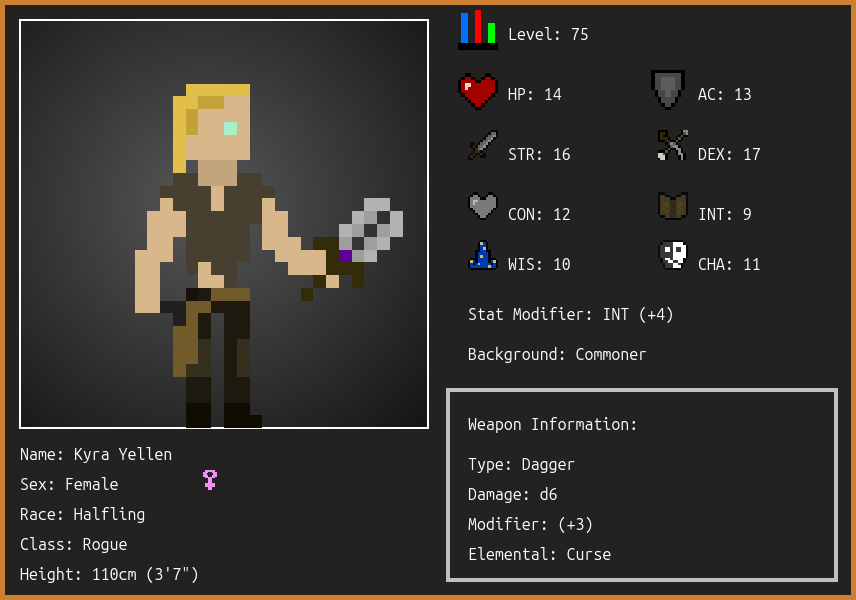 Level: 75
HP: 14
AC: 13
STR: 16
DEX: 17
CON: 12
INT: 9
WIS: 10
CHA: 11
Stat Modifier: INT (+4)
Background: Commoner
Weapon Information:
Type: Dagger
Damage: d6
Modifier: (+3)
Elemental: Curse
Name: Kyra Yellen
Sex: Female
Race: Halfling
Class: Rogue
Height: 110cm (3'7")